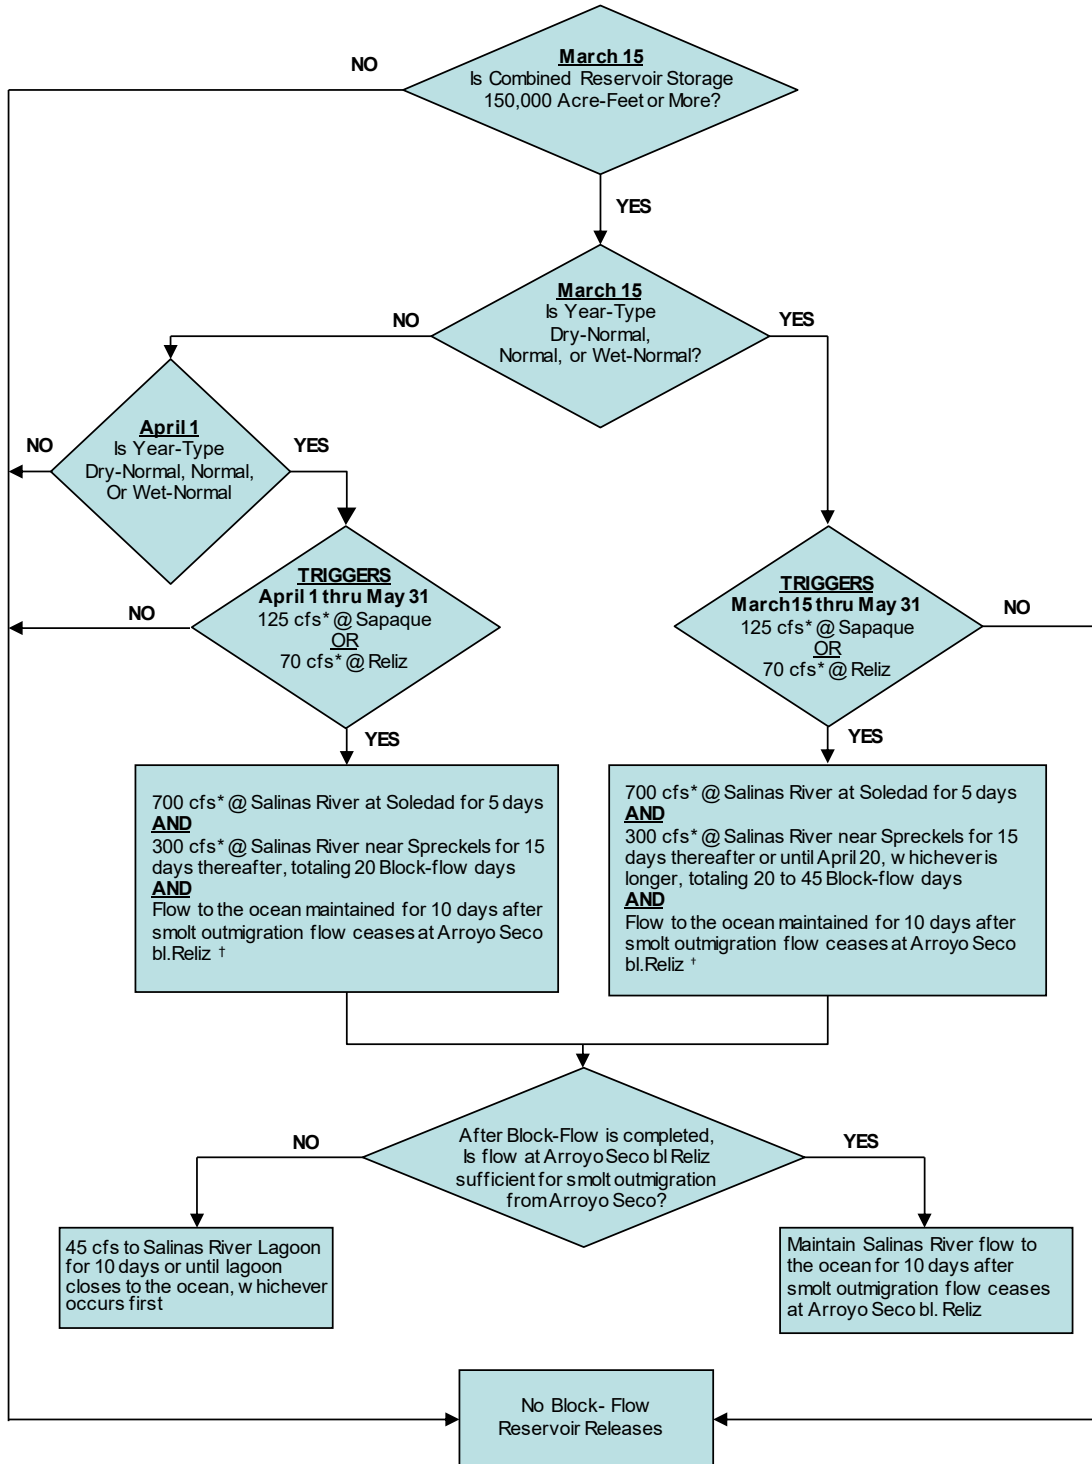 March 15
Is Combined Reservoir Storage
150,000 Acre-Feet or More?
NO
YES
March 15
Is Year-Type
Dry-Normal,
Normal, or Wet-Normal?
NO
YES
April 1
Is Year-Type
Dry-Normal, Normal,
Or Wet-Normal
NO
YES
TRIGGERS
April 1 thru May 31
125 cfs* @ Sapaque
OR
70 cfs* @ Reliz
NO
YES
TRIGGERS
March 15 thru May 31
125 cfs* @ Sapaque
OR
70 cfs* @ Reliz
NO
YES
700 cfs* @ Salinas River at Soledad for 5 days
AND
300 cfs* @ Salinas River near Spreckels for 15
days thereafter, totaling 20 Block-flow days
AND
Flow to the ocean maintained for 10 days after
smolt outmigration flow ceases at Arroyo Seco
bl.Reliz †
700 cfs* @ Salinas River at Soledad for 5 days
AND
300 cfs* @ Salinas River near Spreckels for 15
days thereafter or until April 20, w hichever is
longer, totaling 20 to 45 Block-flow days
AND
Flow to the ocean maintained for 10 days after
smolt outmigration flow ceases at Arroyo Seco
bl.Reliz †
After Block-Flow is completed,
Is flow at Arroyo Seco bl Reliz
sufficient for smolt outmigration
from Arroyo Seco?
NO
YES
45 cfs to Salinas River Lagoon
for 10 days or until lagoon
closes to the ocean, w hichever
occurs first
Maintain Salinas River flow to
the ocean for 10 days after
smolt outmigration flow ceases
at Arroyo Seco bl. Reliz
No Block- Flow
Reservoir Releases